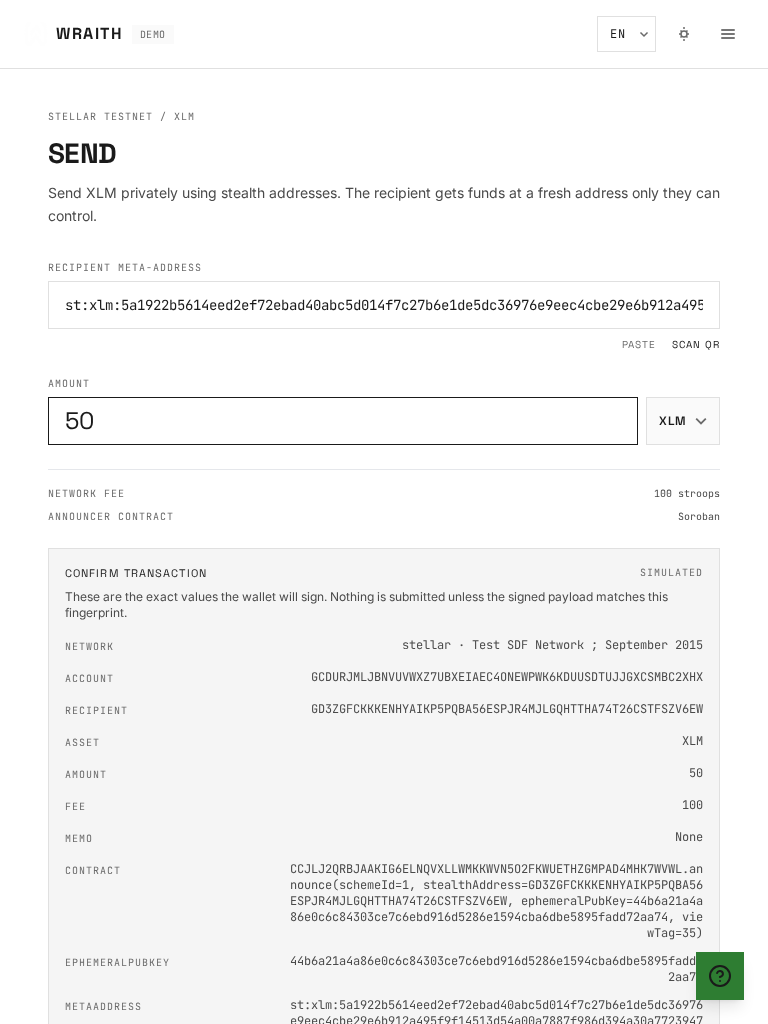 WRAITH DEMO EN
STELLAR TESTNET / XLM
SEND
Send XLM privately using stealth addresses. The recipient gets funds at a fresh address only they can
control.
RECIPIENT META-ADDRESS
st:xlm:5a1922b5614eed2ef72ebad40abc5d014f7c27b6e1de5dc36976e9eec4cbe29e6b912a495
PASTE SCAN QR
AMOUNT
50 XLM
NETWORK FEE 100 stroops
ANNOUNCER CONTRACT Soroban
CONFIRM TRANSACTION SIMULATED
These are the exact values the wallet will sign. Nothing is submitted unless the signed payload matches this
fingerprint.
NETWORK stellar · Test SDF Network ; September 2015
ACCOUNT GCDURJMLJBNVUVWXZ7UBXEIAEC4ONEWPWK6KDUUSDTUJJGXCSMBC2XHX
RECIPIENT GD3ZGFCKKKENHYAIKP5PQBA56ESPJR4MJLGQHTTHA74T26CSTFSZV6EW
ASSET XLM
AMOUNT 50
FEE 100
MEMO None
CONTRACT CCJLJ2QRBJAAKIG6ELNQVXLLWMKKWVN5O2FKWUETHZGMPAD4MHK7WVWL.an
nounce(schemeId=1, stealthAddress=GD3ZGFCKKKENHYAIKP5PQBA56
ESPJR4MJLGQHTTHA74T26CSTFSZV6EW, ephemeralPubKey=44b6a21a4a
86e0c6c84303ce7c6ebd916d5286e1594cba6dbe5895fadd72aa74, vie
wTag=35)
EPHEMERALPUBKEY 44b6a21a4a86e0c6c84303ce7c6ebd916d5286e1594cba6dbe5895fadd
2aa7
METAADDRESS st:xlm:5a1922b5614eed2ef72ebad40abc5d014f7c27b6e1de5dc36976
e9eec4cbe29e6b912a495f9f14513d54a00a7887f986d394a30a7723947